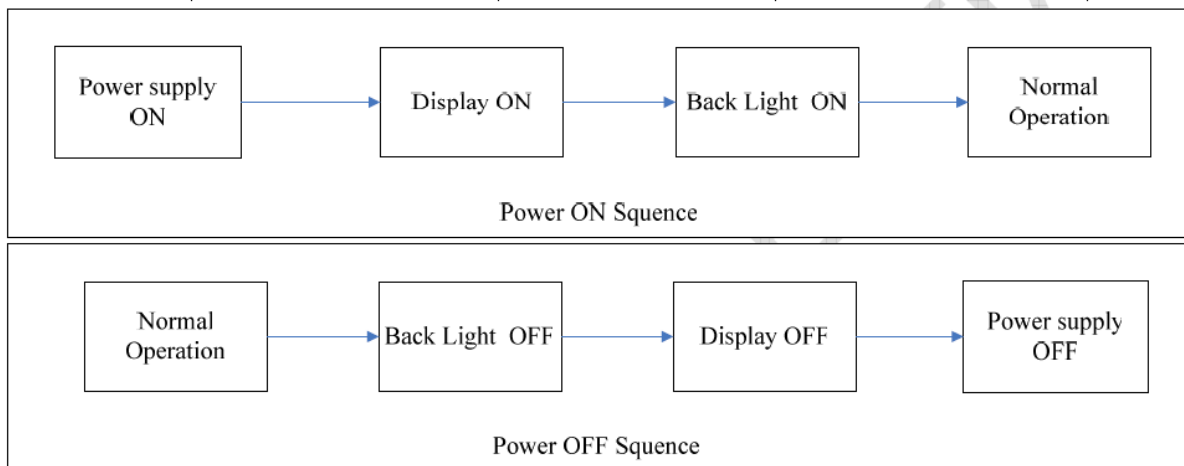 Power supply
ON
Display ON
Back Light ON
Normal
Operation
Power ON Squence
Normal
Operation
Back Light OFF
Display OFF
Power supply
OFF
Power OFF Squence